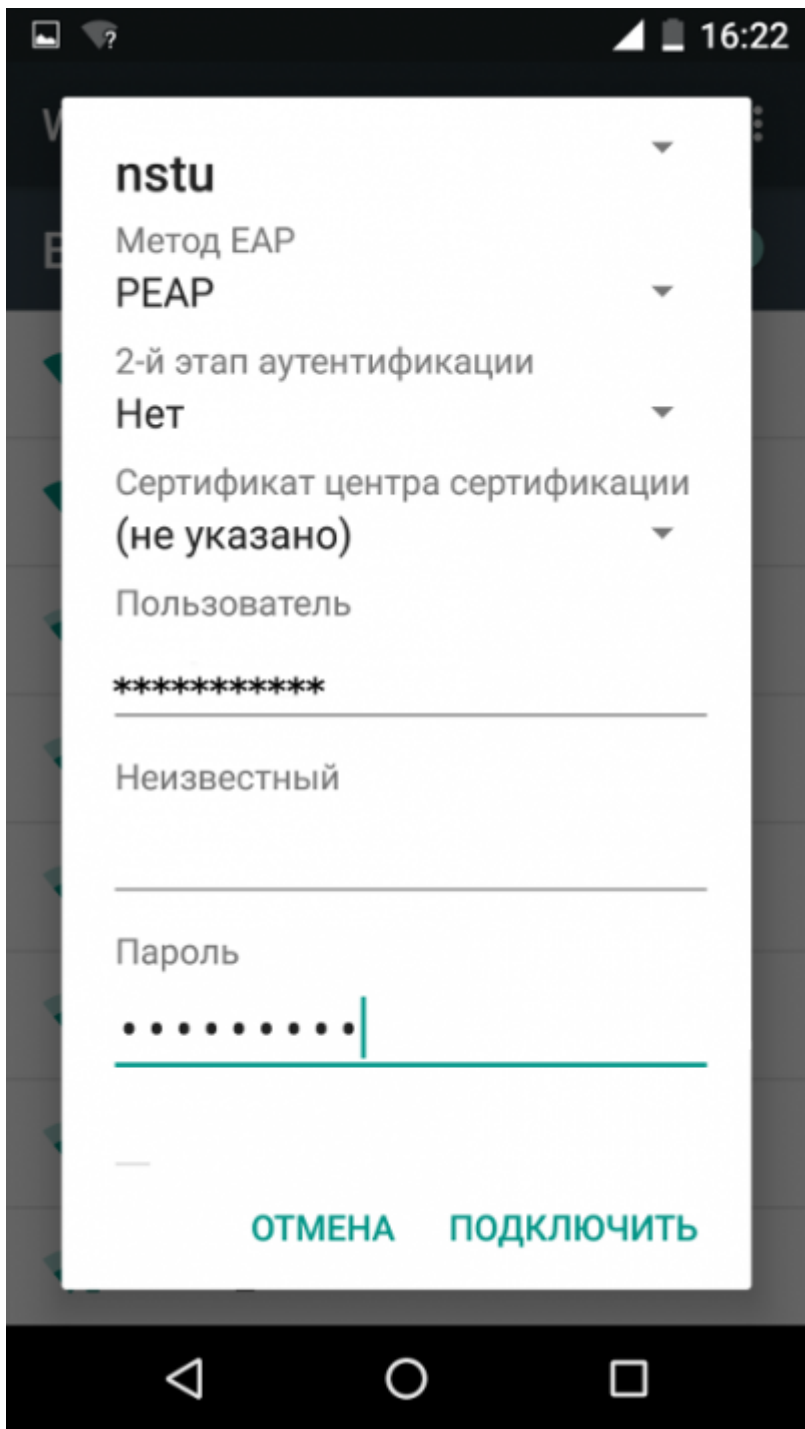 16:22
nstu
Метод EAP
PEAP
2-й этап аутентификации
Нет
Сертификат центра сертификации
(не указано)
Пользователь
***********
Неизвестный
Пароль
•••••••••
ОТМЕНА ПОДКЛЮЧИТЬ